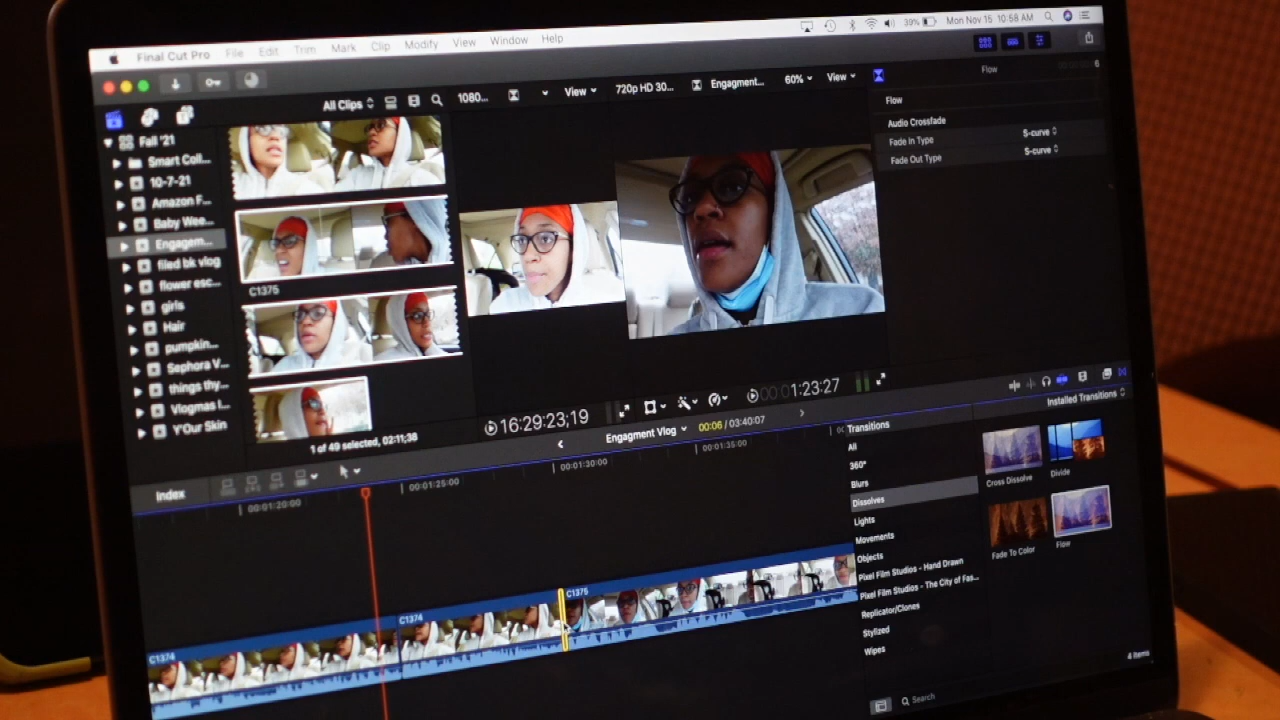 Final Cut Pro File Edit Trim Mark Clip Modify View Window Help 39% Mon Nov 15 10:58 AM
All Clips 1080... View 720p HD 30... Engagment... 60% View Flow 6
Fall '21
Smart Coll...
10-7-21
Amazon F...
Baby Wee...
Engagem...
filed bk vlog
flower esc...
girls
Hair
pumpkin...
Sephora V...
things thy...
Vlogmas I...
Y'Our Skin
C1375
1 of 49 selected, 02:11;38
16:29:23;19
1:23:27
Flow
Audio Crossfade
Fade In Type S-curve
Fade Out Type S-curve
Index
Engagment Vlog 00:06 / 03:40:07
00:01:20:00 00:01:25:00 00:01:30:00 00:01:35:00
C1374 C1374 C1375
Transitions Installed Transitions
All
360°
Blurs
Dissolves
Lights
Movements
Objects
Pixel Film Studios - Hand Drawn
Pixel Film Studios - The City of Fas...
Replicator/Clones
Stylized
Wipes
Cross Dissolve Divide
Fade To Color Flow
4 items
Search